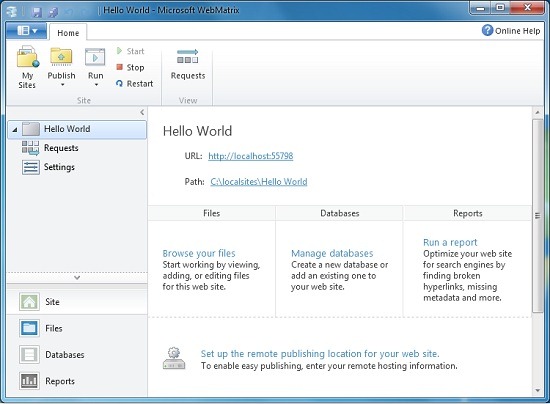 Hello World - Microsoft WebMatrix
Home
Online Help
My Sites
Publish
Run
Start
Stop
Restart
Requests
Site
View
Hello World
Requests
Settings
Site
Files
Databases
Reports
Hello World
URL: http://localhost:55798
Path: C:\localsites\Hello World
Files
Databases
Reports
Browse your files
Start working by viewing,
adding, or editing files
for this web site.
Manage databases
Create a new database or
add an existing one to
your web site.
Run a report
Optimize your web site
for search engines by
finding broken
hyperlinks, missing
metadata and more.
Set up the remote publishing location for your web site.
To enable easy publishing, enter your remote hosting information.